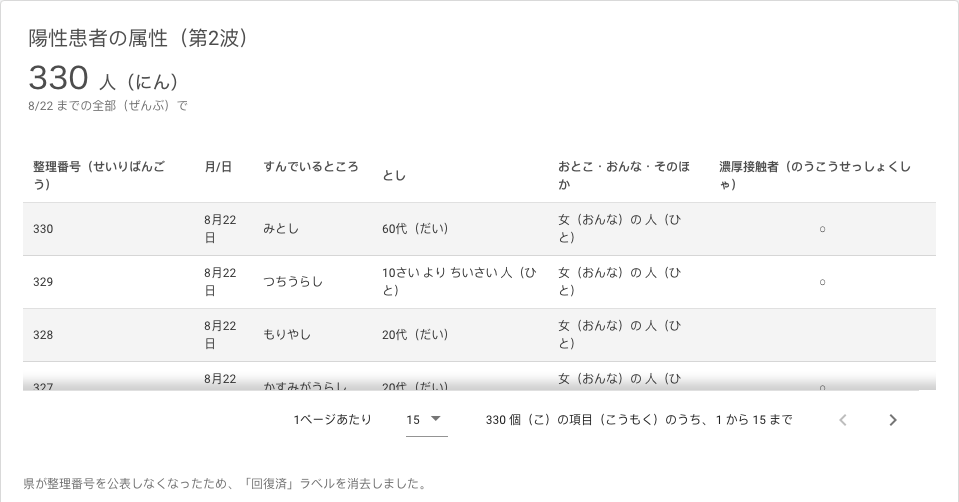 陽性患者の属性（第2波）
330 人（にん）
8/22 までの全部（ぜんぶ）で
整理番号（せいりばんごう） 月/日 すんでいるところ とし おとこ・おんな・そのほか 濃厚接触者（のうこうせっしょくしゃ）
330 8月22日 みとし 60代（だい） 女（おんな）の 人（ひと） ○
329 8月22日 つちうらし 10さい より ちいさい 人（ひと） 女（おんな）の 人（ひと） ○
328 8月22日 もりやし 20代（だい） 女（おんな）の 人（ひと）
327 8月22 かすみがうらし 20代（だい） 女（おんな）の 人（ひ ○
1ページあたり 15 330 個（こ）の項目（こうもく）のうち、1 から 15 まで
県が整理番号を公表しなくなったため、「回復済」ラベルを消去しました。